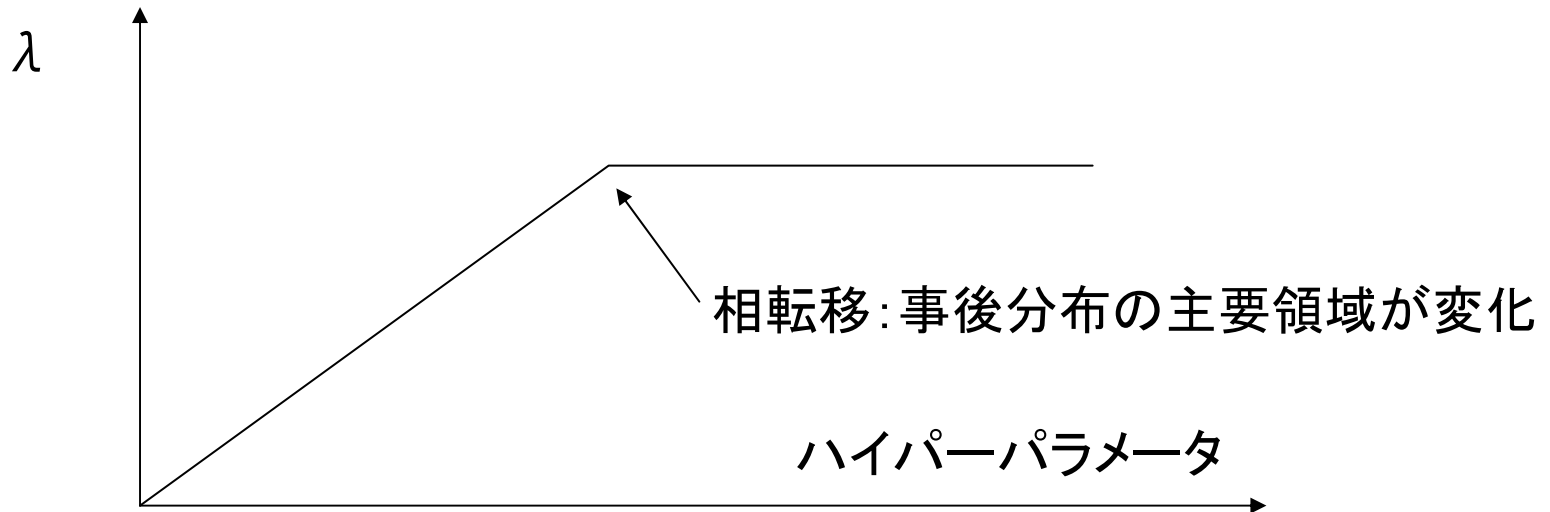 λ
相転移：事後分布の主要領域が変化
ハイパーパラメータ